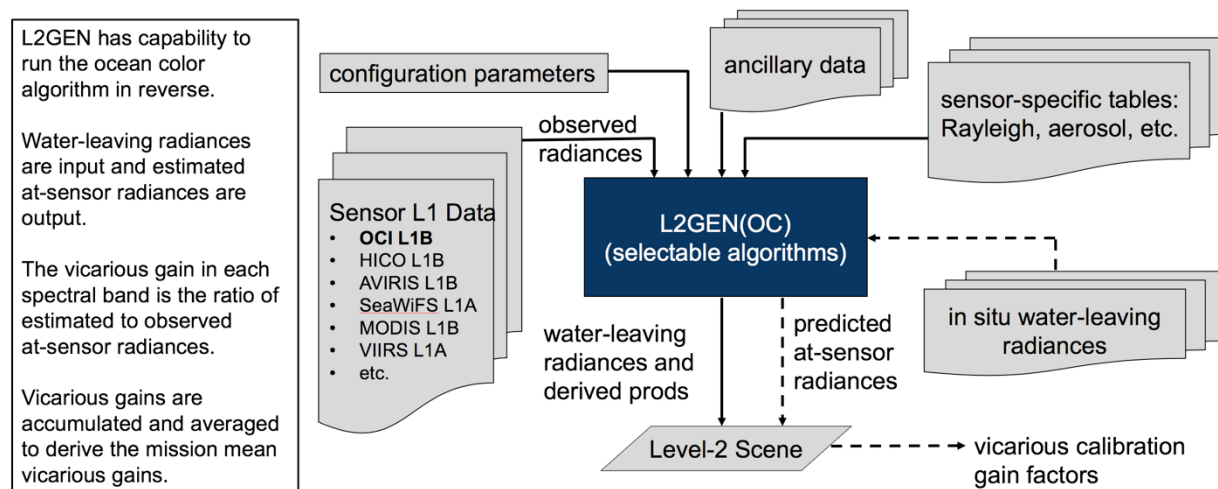 L2GEN has capability to
run the ocean color
algorithm in reverse.
Water-leaving radiances
are input and estimated
at-sensor radiances are
output.
The vicarious gain in each
spectral band is the ratio of
estimated to observed
at-sensor radiances.
Vicarious gains are
accumulated and averaged
to derive the mission mean
vicarious gains.
configuration parameters
ancillary data
sensor-specific tables:
Rayleigh, aerosol, etc.
observed
radiances
Sensor L1 Data
• OCI L1B
• HICO L1B
• AVIRIS L1B
• SeaWiFS L1A
• MODIS L1B
• VIIRS L1A
• etc.
L2GEN(OC)
(selectable algorithms)
in situ water-leaving
radiances
water-leaving
radiances and
derived prods
predicted
at-sensor
radiances
Level-2 Scene
vicarious calibration
gain factors